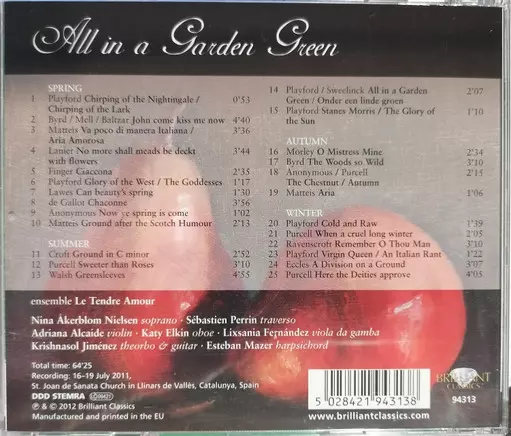 All in a Garden Green
SPRING
1 Playford Chirping of the Nightingale / 0'53
Chirping of the Lark
2 Byrd / Mell / Baltzar John come kiss me now 4'40
3 Matteis Va poco di manera Italiana / 3'36
Aria Amorosa
4 Lanier No more shall meads be deckt 3'44
with flowers
5 Finger Ciaccona 2'35
6 Playford Glory of the West / The Goddesses 1'17
7 Lawes Can beauty's spring 1'30
8 de Gallot Chaconne 3'56
9 Anonymous Now ye spring is come 1'02
10 Matteis Ground after the Scotch Humour 2'13
SUMMER
11 Croft Ground in C minor 2'52
12 Purcell Sweeter than Roses 3'10
13 Walsh Greensleeves 4'55
14 Playford / Sweelinck All in a Garden 2'07
Green / Onder een linde groen
15 Playford Stanes Morris / The Glory of 1'10
the Sun
AUTUMN
16 Morley O Mistress Mine 2'34
17 Byrd The Woods so Wild 3'10
18 Anonymous / Purcell 2'15
The Chestnut / Autumn
19 Matteis Aria 1'06
WINTER
20 Playford Cold and Raw 1'39
21 Purcell When a cruel long winter 2'05
22 Ravenscroft Remember O Thou Man 3'10
23 Playford Virgin Queen / An Italian Rant 1'22
24 Eccles A Division on a Ground 3'07
25 Purcell Here the Deities approve 4'05
ensemble Le Tendre Amour
Nina Åkerblom Nielsen soprano · Sébastien Perrin traverso
Adriana Alcaide violin · Katy Elkin oboe · Lixsania Fernández viola da gamba
Krishnasol Jiménez theorbo & guitar · Esteban Mazer harpsichord
Total time: 64'25
Recording: 16–19 July 2011,
St. Joan de Sanata Church in Llinars de Vallès, Catalunya, Spain
DDD STEMRA LC 09421
℗ & © 2012 Brilliant Classics
Manufactured and printed in the EU
5 028421 943138
www.brilliantclassics.com
BRILLIANT
CLASSICS
94313